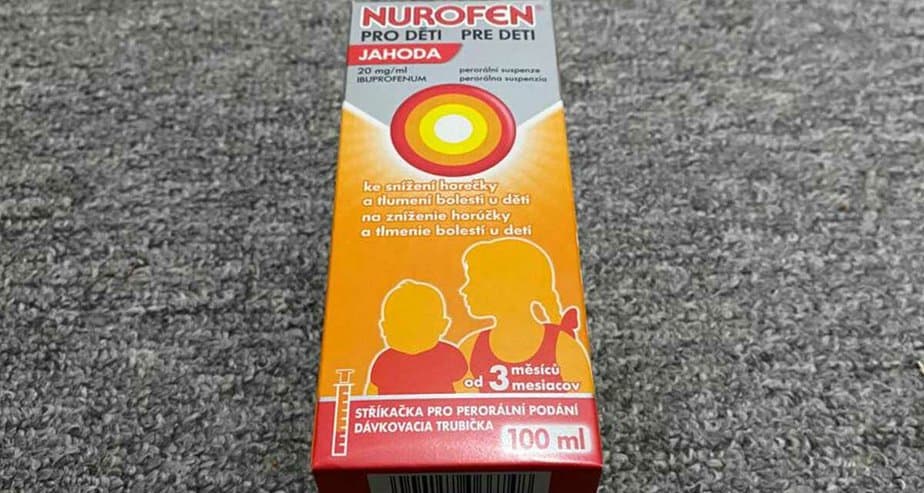 NUROFEN®
PRO DĚTI PRE DETI
JAHODA
20 mg/ml
IBUPROFENUM
perorální suspenze
perorálna suspenzia
ke snížení horečky
a tlumení bolesti u dětí
na zníženie horúčky
a tlmenie bolesti u detí
od 3 měsíců
mesiacov
STŘÍKAČKA PRO PERORÁLNÍ PODÁNÍ
DÁVKOVACIA TRUBIČKA
100 ml